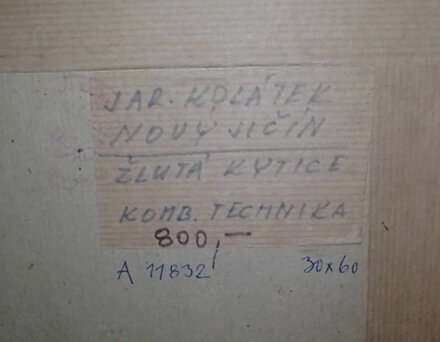 JAR. KOLÁTEK
NOVÝ JIČÍN
ŽLUTÁ KYTICE
KOMB. TECHNIKA
800,—
A 11832 30x60